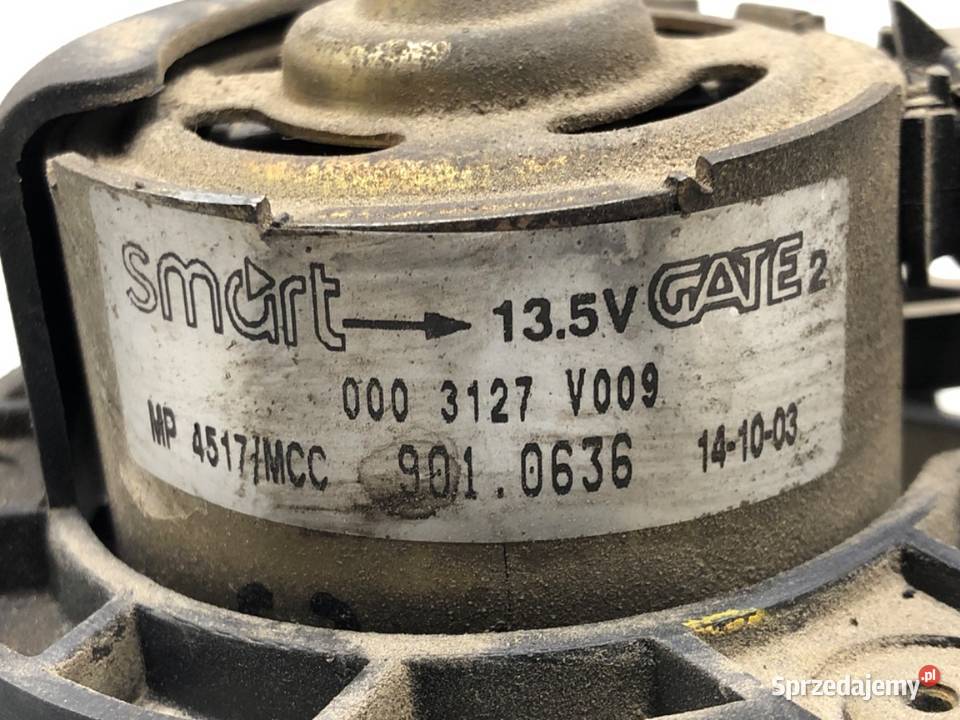 smart → 13.5V GATE 2
000 3127 V009
MP 4517/MCC 901.0636 14-10-03
Sprzedajemy.pl